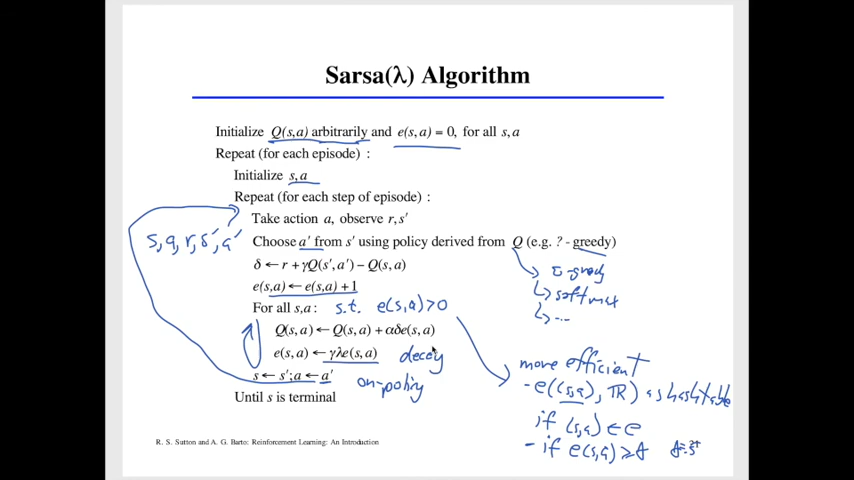 Sarsa(λ) Algorithm
Initialize Q(s,a) arbitrarily and e(s,a) = 0, for all s,a
Repeat (for each episode) :
Initialize s,a
Repeat (for each step of episode) :
Take action a, observe r,s′
s,a,r,s′,a′
Choose a′ from s′ using policy derived from Q (e.g. ? - greedy)
δ ← r + γQ(s′,a′) − Q(s,a)
ε-greedy
e(s,a) ← e(s,a) + 1
↳ softmax
For all s,a : s.t. e(s,a) > 0
↳ ...
Q(s,a) ← Q(s,a) + αδe(s,a)
e(s,a) ← γλe(s,a) decay
more efficient
s ← s′; a ← a′ on-policy
- e((s,a), ℝ) as hashtable
Until s is terminal
if (s,a) ∈ e
- if e(s,a) ≥
R. S. Sutton and A. G. Barto: Reinforcement Learning: An Introduction